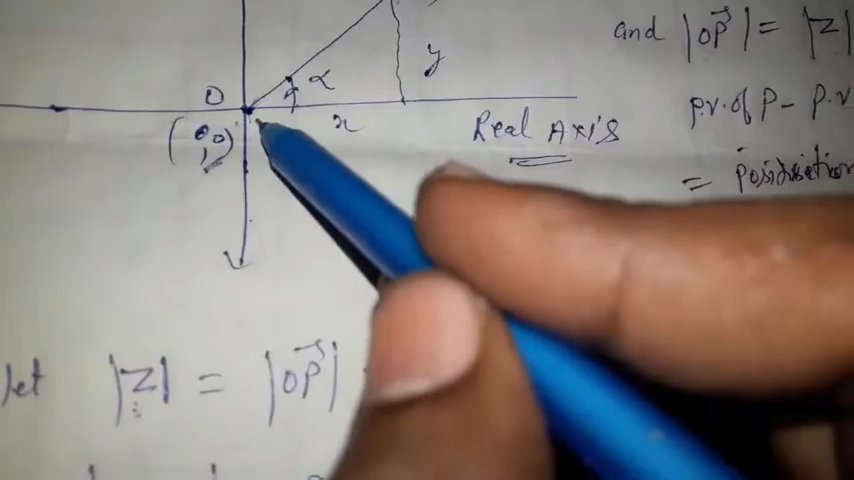 and |OP⃗| = |Z|
y
O α
x
Real Axis
p.v. of P - p.v
(0,0)
=
Let |Z| = |OP⃗|